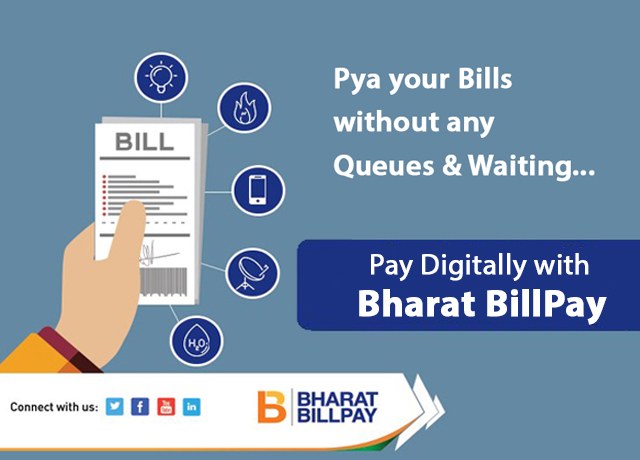 Pya your Bills
without any
Queues & Waiting...
BILL
Pay Digitally with
Bharat BillPay
H₂O
Connect with us:
You
Tube
BHARAT
BILLPAY